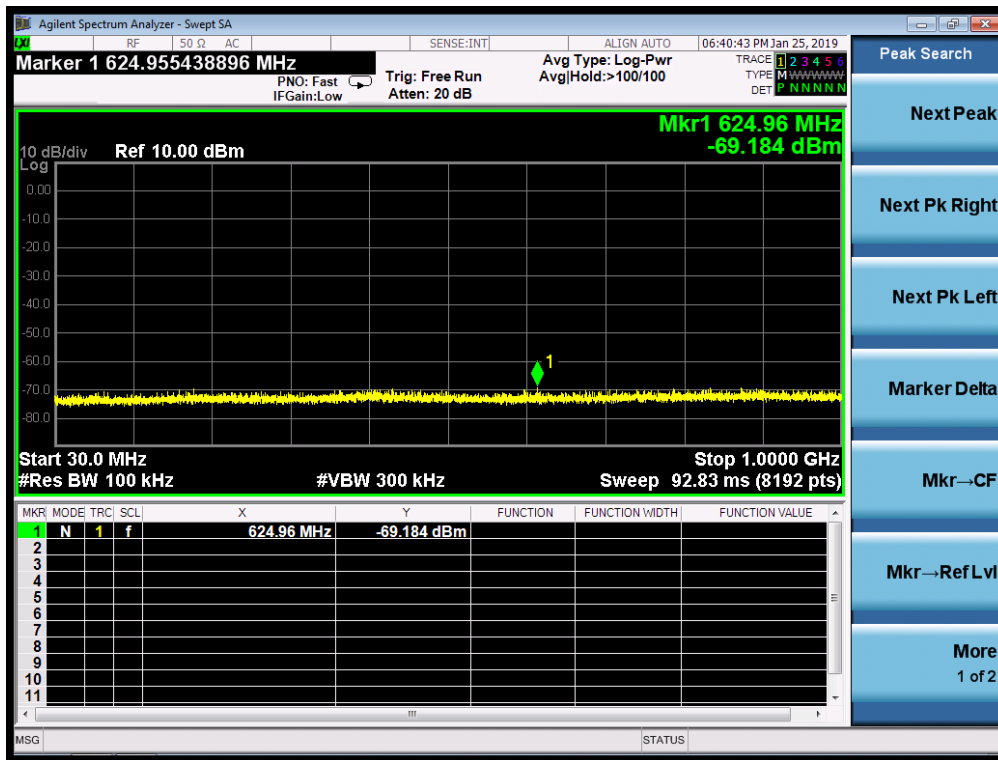 Agilent Spectrum Analyzer - Swept SA
LXI RF 50 Ω AC SENSE:INT ALIGN AUTO 06:40:43 PM Jan 25, 2019
Marker 1 624.955438896 MHz
PNO: Fast
IFGain:Low
Trig: Free Run
Atten: 20 dB
Avg Type: Log-Pwr
Avg|Hold:>100/100
TRACE 1 2 3 4 5 6
TYPE M WWWWW
DET P N N N N N
Mkr1 624.96 MHz
-69.184 dBm
10 dB/div Ref 10.00 dBm
Log
0.00
-10.0
-20.0
-30.0
-40.0
-50.0
-60.0
-70.0
-80.0
1
Start 30.0 MHz Stop 1.0000 GHz
#Res BW 100 kHz #VBW 300 kHz Sweep 92.83 ms (8192 pts)
MKR MODE TRC SCL X Y FUNCTION FUNCTION WIDTH FUNCTION VALUE
1 N 1 f 624.96 MHz -69.184 dBm
2
3
4
5
6
7
8
9
10
11
MSG STATUS
Peak Search
Next Peak
Next Pk Right
Next Pk Left
Marker Delta
Mkr→CF
Mkr→Ref Lvl
More
1 of 2